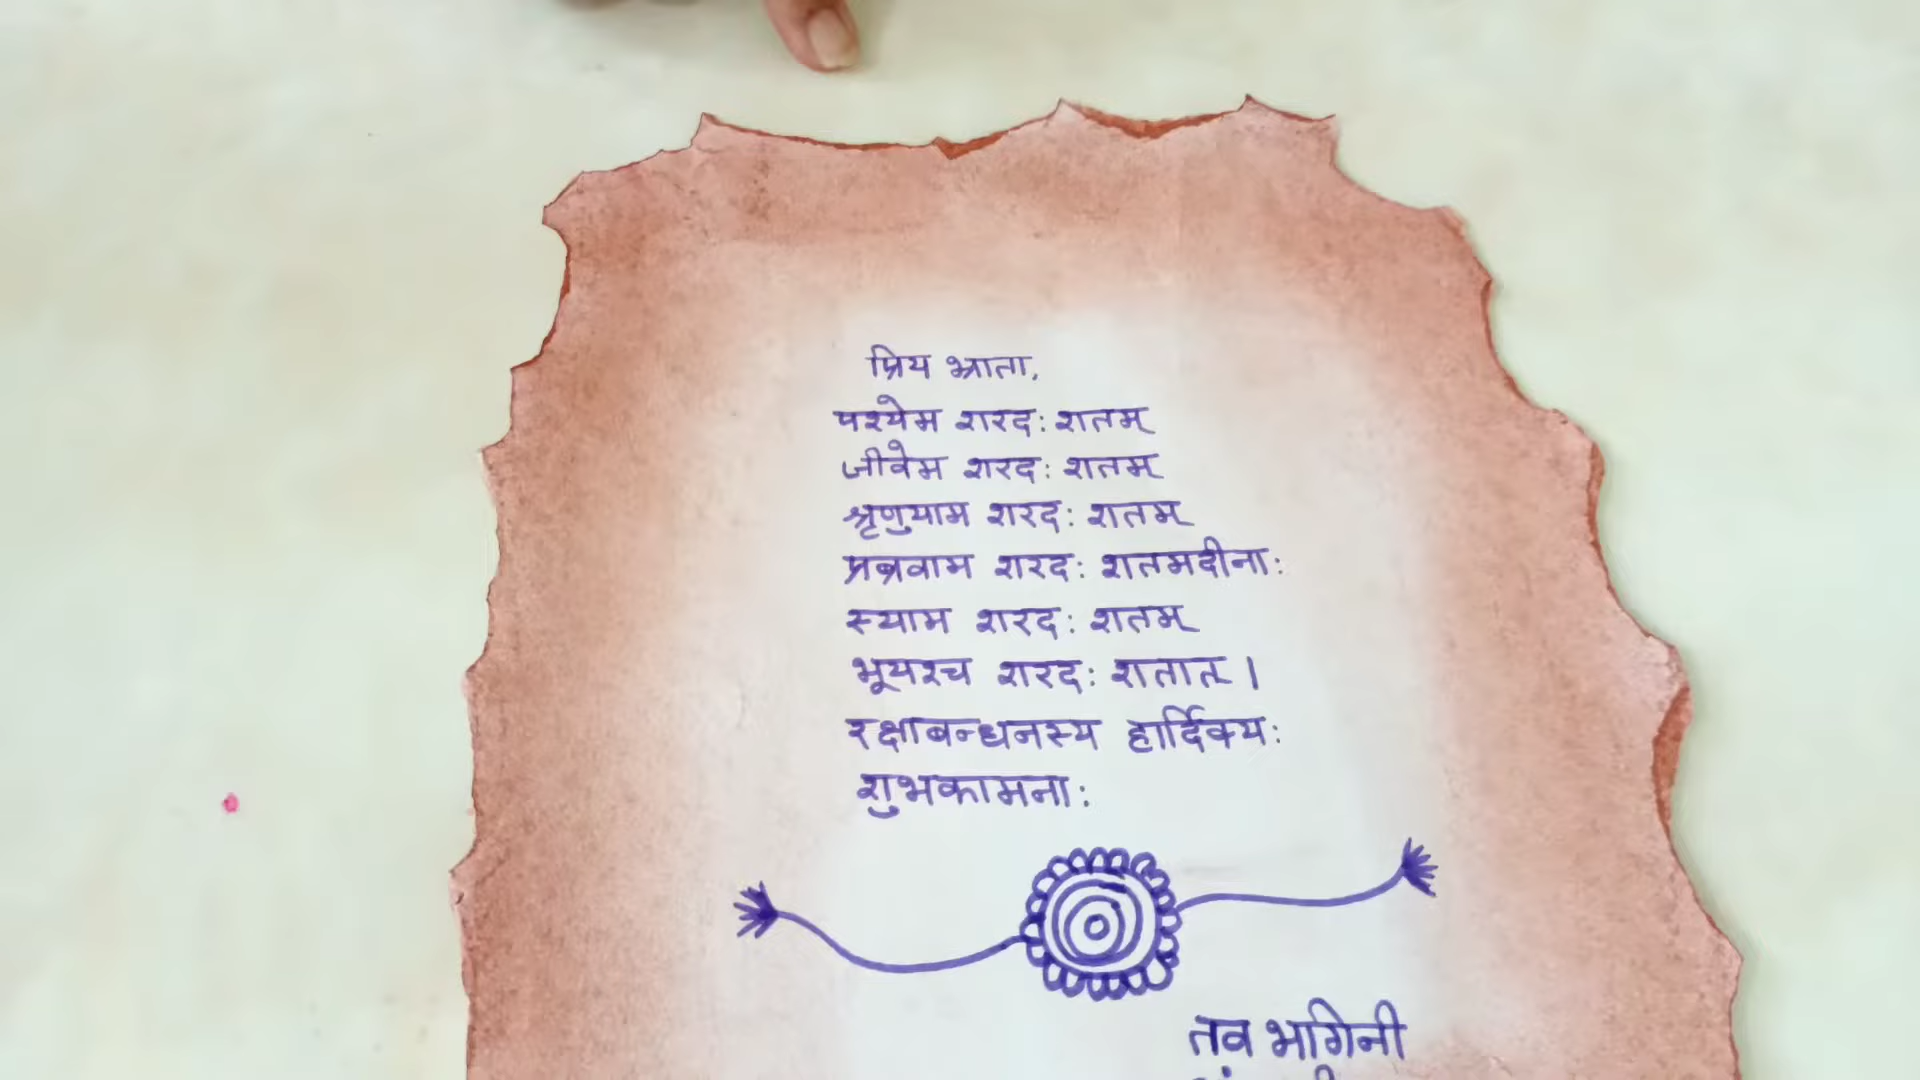 प्रिय भ्राता,
पश्येम शरदः शतम्
जीवेम शरदः शतम्
श्रृणुयाम शरदः शतम्
प्रब्रवाम शरदः शतमदीनाः
स्याम शरदः शतम्
भूयश्च शरदः शतात् ।
रक्षाबन्धनस्य हार्दिक्यः
शुभकामनाः
तव भगिनी